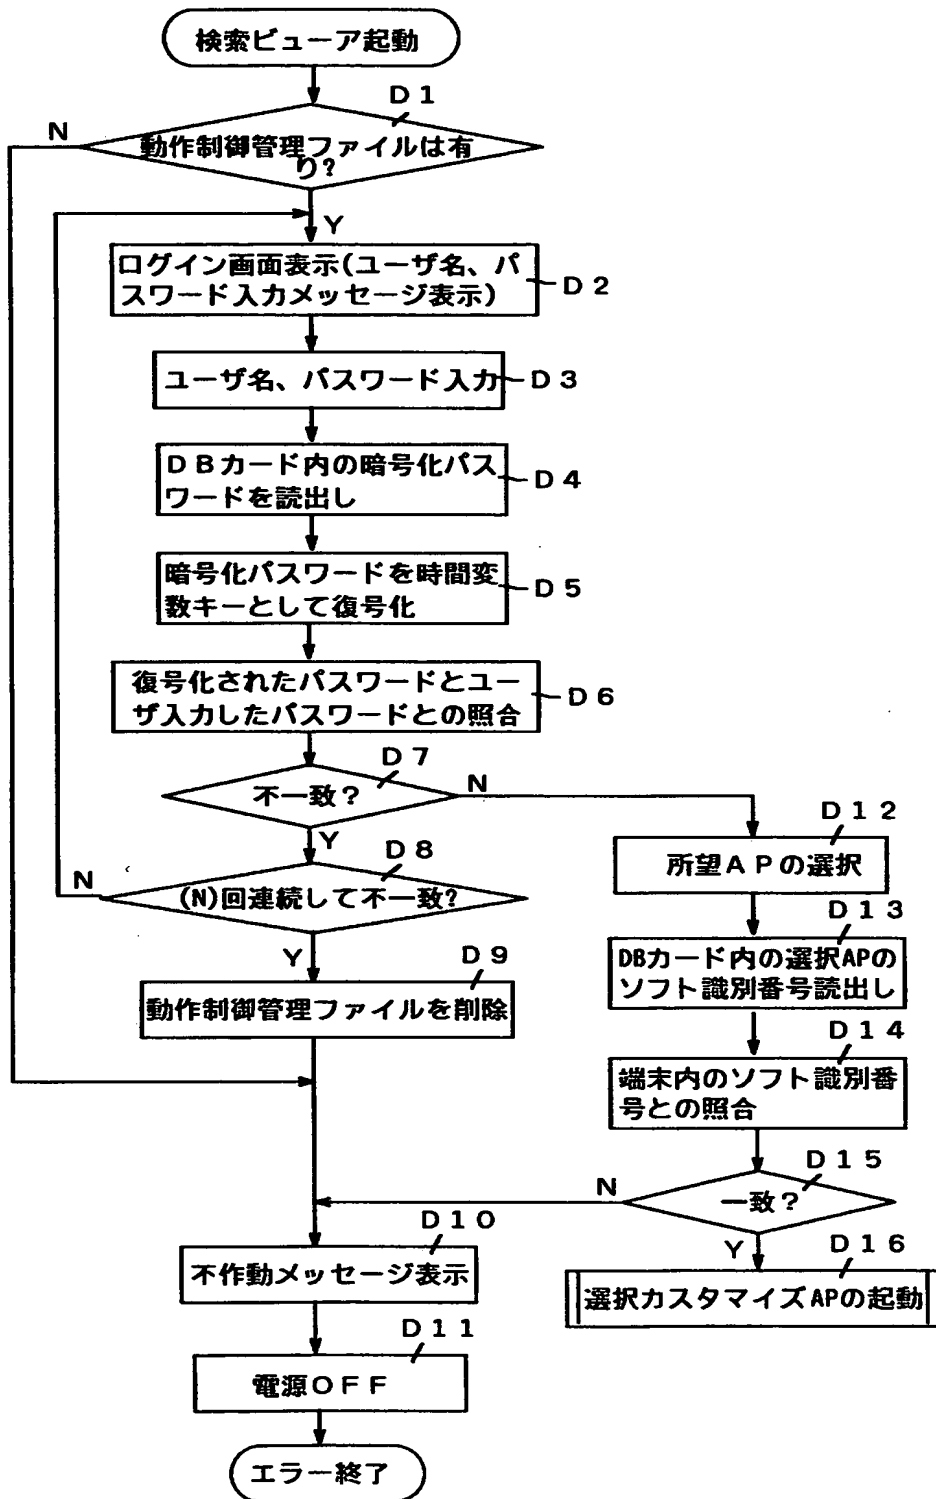 検索ビューア起動
D1
N
動作制御管理ファイルは有
り?
Y
ログイン画面表示(ユーザ名、パ
スワード入力メッセージ表示)
D2
ユーザ名、パスワード入力
D3
DBカード内の暗号化パス
ワードを読出し
D4
暗号化パスワードを時間変
数キーとして復号化
D5
復号化されたパスワードとユー
ザ入力したパスワードとの照合
D6
D7
不一致?
N
Y
D8
N
(N)回連続して不一致?
Y
D9
動作制御管理ファイルを削除
D12
所望APの選択
D13
DBカード内の選択APの
ソフト識別番号読出し
D14
端末内のソフト識別番
号との照合
D15
N
一致?
Y
D16
選択カスタマイズAPの起動
D10
不作動メッセージ表示
D11
電源OFF
エラー終了